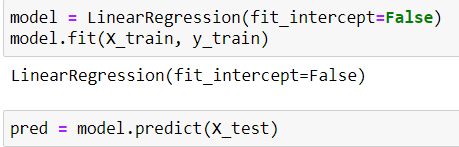 model = LinearRegression(fit_intercept=False)
model.fit(X_train, y_train)
LinearRegression(fit_intercept=False)
pred = model.predict(X_test)